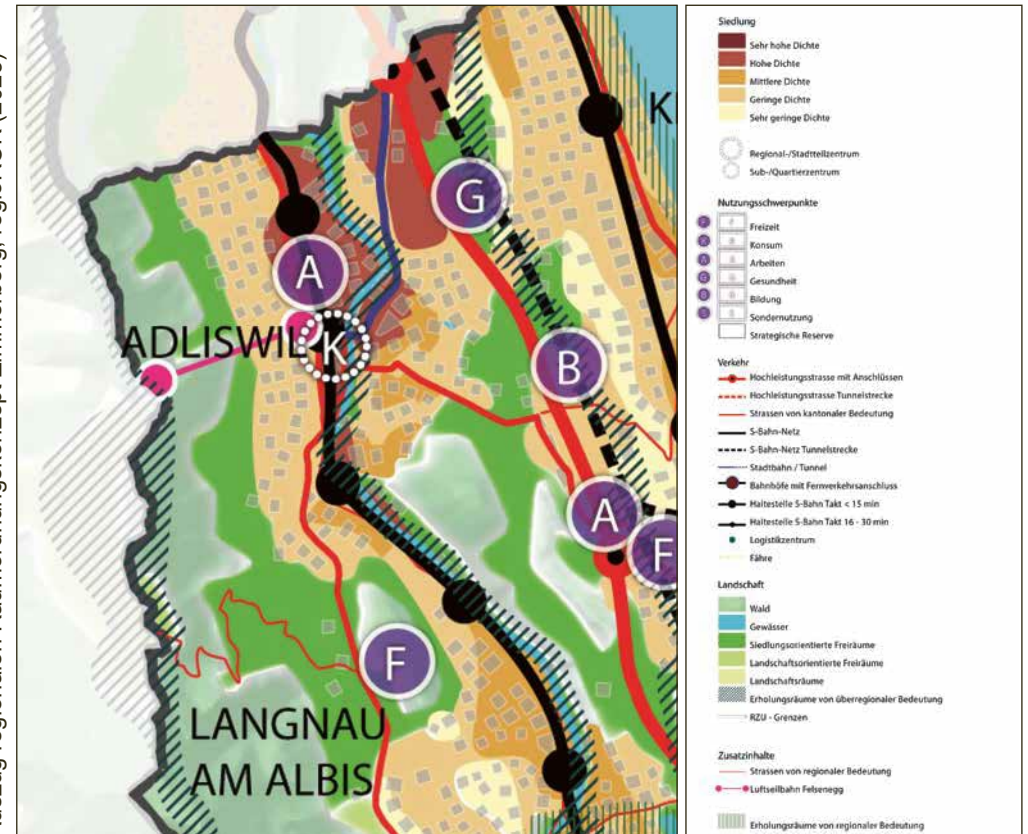 K
G
A
ADLISWIL
K
B
A
F
F
LANGNAU
AM ALBIS
Siedlung
Sehr hohe Dichte
Hohe Dichte
Mittlere Dichte
Geringe Dichte
Sehr geringe Dichte
Regional-/Stadtteilzentrum
Sub-/Quartierzentrum
Nutzungsschwerpunkte
F Freizeit
K Konsum
A Arbeiten
G Gesundheit
B Bildung
S Sondernutzung
Strategische Reserve
Verkehr
Hochleistungsstrasse mit Anschlüssen
Hochleistungsstrasse Tunnelstrecke
Strassen von kantonaler Bedeutung
S-Bahn-Netz
S-Bahn-Netz Tunnelstrecke
Stadtbahn / Tunnel
Bahnhöfe mit Fernverkehrsanschluss
Haltestelle S-Bahn Takt < 15 min
Haltestelle S-Bahn Takt 16 - 30 min
Logistikzentrum
Fähre
Landschaft
Wald
Gewässer
Siedlungsorientierte Freiräume
Landschaftsorientierte Freiräume
Landschaftsräume
Erholungsräume von überregionaler Bedeutung
RZU - Grenzen
Zusatzinhalte
Strassen von regionaler Bedeutung
Luftseilbahn Felsenegg
Erholungsräume von regionaler Bedeutung